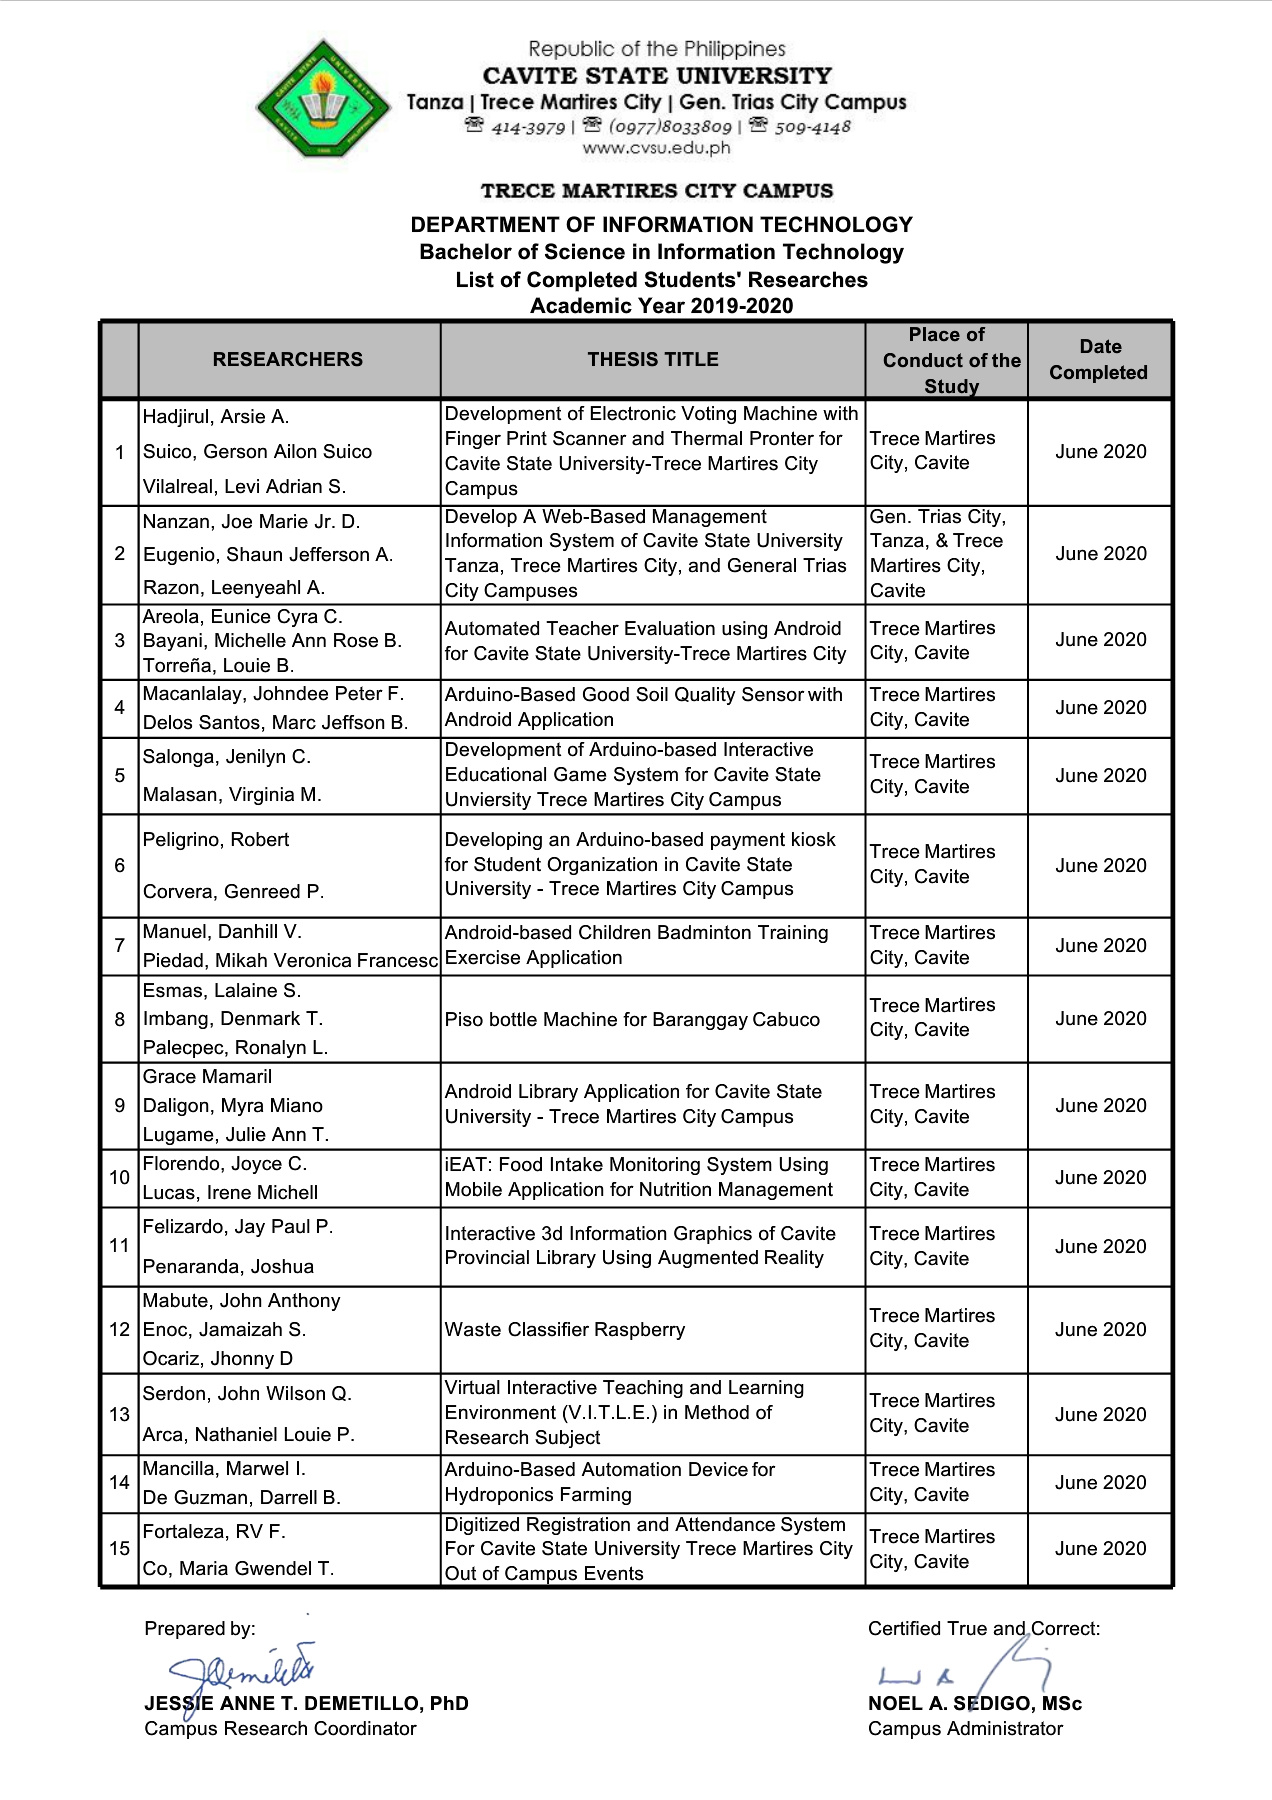 Republic of the Philippines
CAVITE STATE UNIVERSITY
Tanza | Trece Martires City | Gen. Trias City Campus
☎ 414-3979 | ☎ (0977)8033809 | ☎ 509-4148
www.cvsu.edu.ph
TRECE MARTIRES CITY CAMPUS
DEPARTMENT OF INFORMATION TECHNOLOGY
Bachelor of Science in Information Technology
List of Completed Students' Researches
Academic Year 2019-2020
RESEARCHERS
THESIS TITLE
Place of
Conduct of the
Study
Date
Completed
1
Hadjirul, Arsie A.
Suico, Gerson Ailon Suico
Vilalreal, Levi Adrian S.
Development of Electronic Voting Machine with
Finger Print Scanner and Thermal Pronter for
Cavite State University-Trece Martires City
Campus
Trece Martires
City, Cavite
June 2020
2
Nanzan, Joe Marie Jr. D.
Eugenio, Shaun Jefferson A.
Razon, Leenyeahl A.
Develop A Web-Based Management
Information System of Cavite State University
Tanza, Trece Martires City, and General Trias
City Campuses
Gen. Trias City,
Tanza, & Trece
Martires City,
Cavite
June 2020
3
Areola, Eunice Cyra C.
Bayani, Michelle Ann Rose B.
Torreña, Louie B.
Automated Teacher Evaluation using Android
for Cavite State University-Trece Martires City
Trece Martires
City, Cavite
June 2020
4
Macanlalay, Johndee Peter F.
Delos Santos, Marc Jeffson B.
Arduino-Based Good Soil Quality Sensor with
Android Application
Trece Martires
City, Cavite
June 2020
5
Salonga, Jenilyn C.
Malasan, Virginia M.
Development of Arduino-based Interactive
Educational Game System for Cavite State
Unviersity Trece Martires City Campus
Trece Martires
City, Cavite
June 2020
6
Peligrino, Robert
Corvera, Genreed P.
Developing an Arduino-based payment kiosk
for Student Organization in Cavite State
University - Trece Martires City Campus
Trece Martires
City, Cavite
June 2020
7
Manuel, Danhill V.
Piedad, Mikah Veronica Francesc
Android-based Children Badminton Training
Exercise Application
Trece Martires
City, Cavite
June 2020
8
Esmas, Lalaine S.
Imbang, Denmark T.
Palecpec, Ronalyn L.
Piso bottle Machine for Baranggay Cabuco
Trece Martires
City, Cavite
June 2020
9
Grace Mamaril
Daligon, Myra Miano
Lugame, Julie Ann T.
Android Library Application for Cavite State
University - Trece Martires City Campus
Trece Martires
City, Cavite
June 2020
10
Florendo, Joyce C.
Lucas, Irene Michell
iEAT: Food Intake Monitoring System Using
Mobile Application for Nutrition Management
Trece Martires
City, Cavite
June 2020
11
Felizardo, Jay Paul P.
Penaranda, Joshua
Interactive 3d Information Graphics of Cavite
Provincial Library Using Augmented Reality
Trece Martires
City, Cavite
June 2020
12
Mabute, John Anthony
Enoc, Jamaizah S.
Ocariz, Jhonny D
Waste Classifier Raspberry
Trece Martires
City, Cavite
June 2020
13
Serdon, John Wilson Q.
Arca, Nathaniel Louie P.
Virtual Interactive Teaching and Learning
Environment (V.I.T.L.E.) in Method of
Research Subject
Trece Martires
City, Cavite
June 2020
14
Mancilla, Marwel I.
De Guzman, Darrell B.
Arduino-Based Automation Device for
Hydroponics Farming
Trece Martires
City, Cavite
June 2020
15
Fortaleza, RV F.
Co, Maria Gwendel T.
Digitized Registration and Attendance System
For Cavite State University Trece Martires City
Out of Campus Events
Trece Martires
City, Cavite
June 2020
Prepared by:
JESSIE ANNE T. DEMETILLO, PhD
Campus Research Coordinator
Certified True and Correct:
NOEL A. SEDIGO, MSc
Campus Administrator